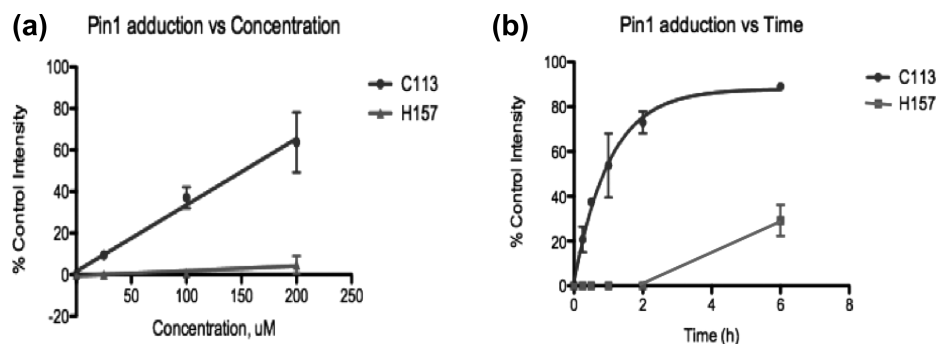 (a)
Pin1 adduction vs Concentration
% Control Intensity
100
80
60
40
20
0
-20
50
100
150
200
250
Concentration, uM
C113
H157
(b)
Pin1 adduction vs Time
% Control Intensity
100
80
60
40
20
0
0
2
4
6
8
Time (h)
C113
H157